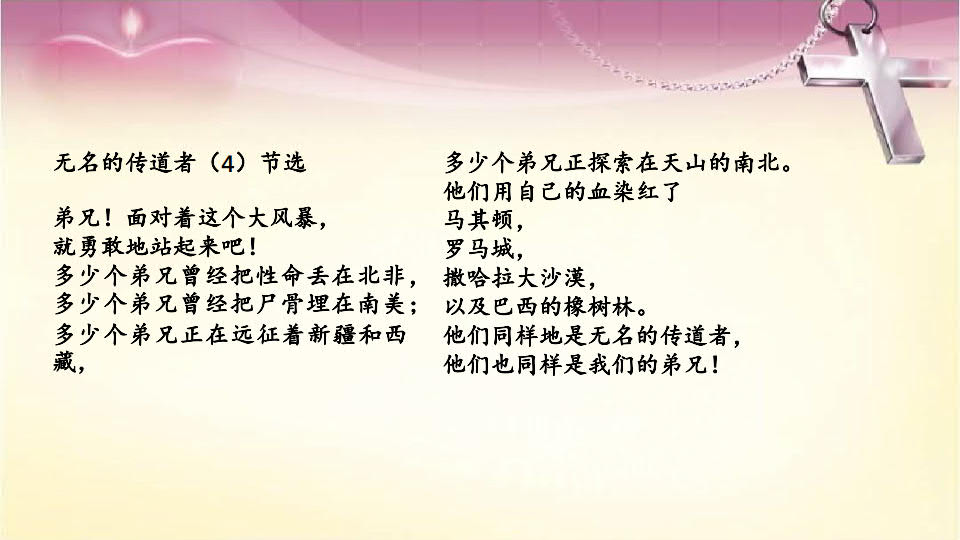 无名的传道者（4）节选
弟兄！面对着这个大风暴，
就勇敢地站起来吧！
多少个弟兄曾经把性命丢在北非，
多少个弟兄曾经把尸骨埋在南美；
多少个弟兄正在远征着新疆和西
藏，
多少个弟兄正探索在天山的南北。
他们用自己的血染红了
马其顿，
罗马城，
撒哈拉大沙漠，
以及巴西的橡树林。
他们同样地是无名的传道者，
他们也同样是我们的弟兄！